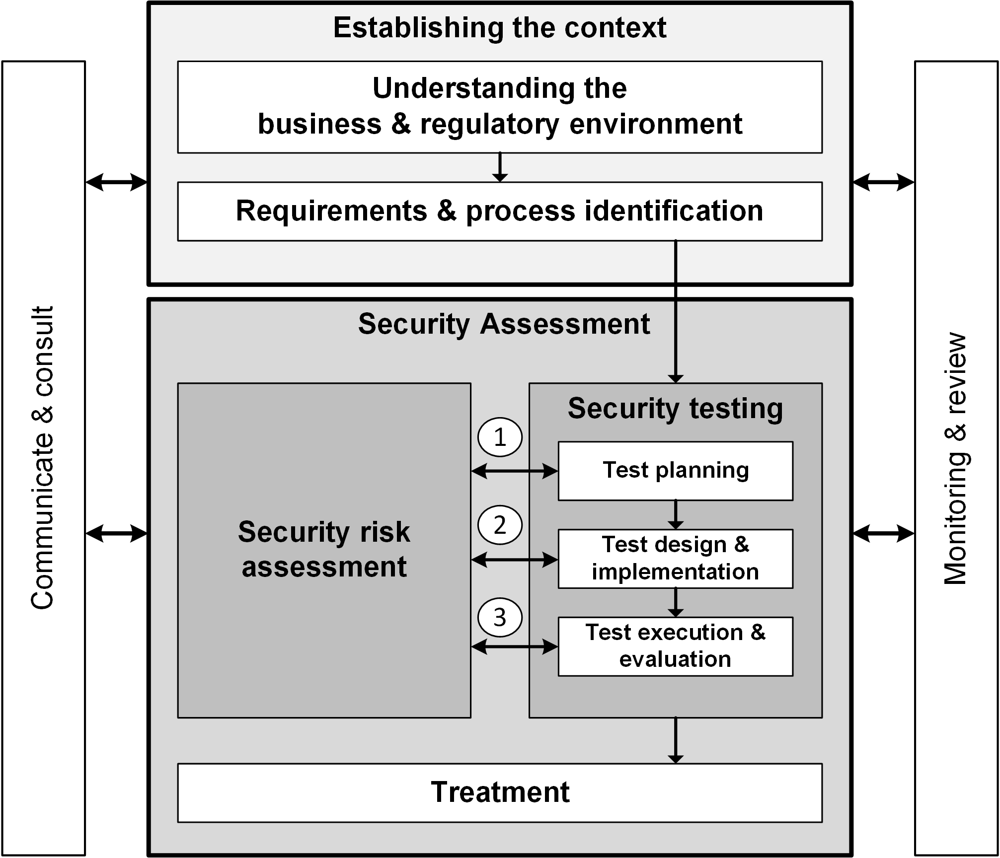 Establishing the context
Understanding the
business & regulatory environment
Requirements & process identification
Communicate & consult
Monitoring & review
Security Assessment
Security risk
assessment
Security testing
1
Test planning
2
Test design &
implementation
3
Test execution &
evaluation
Treatment